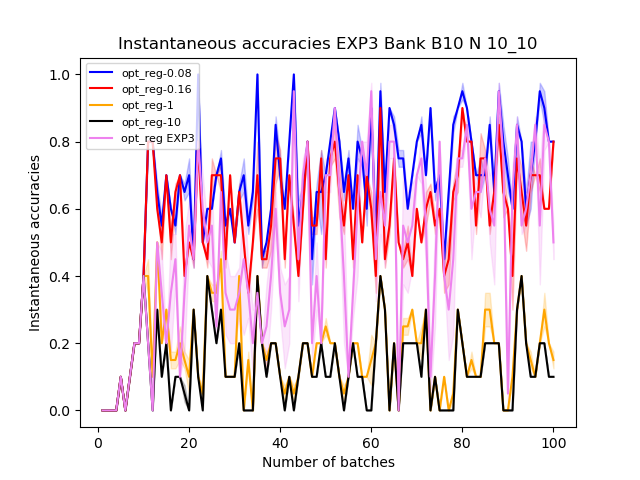 Instantaneous accuracies EXP3 Bank B10 N 10_10
opt_reg-0.08
opt_reg-0.16
opt_reg-1
opt_reg-10
opt_reg EXP3
Instantaneous accuracies
1.0
0.8
0.6
0.4
0.2
0.0
0
20
40
60
80
100
Number of batches